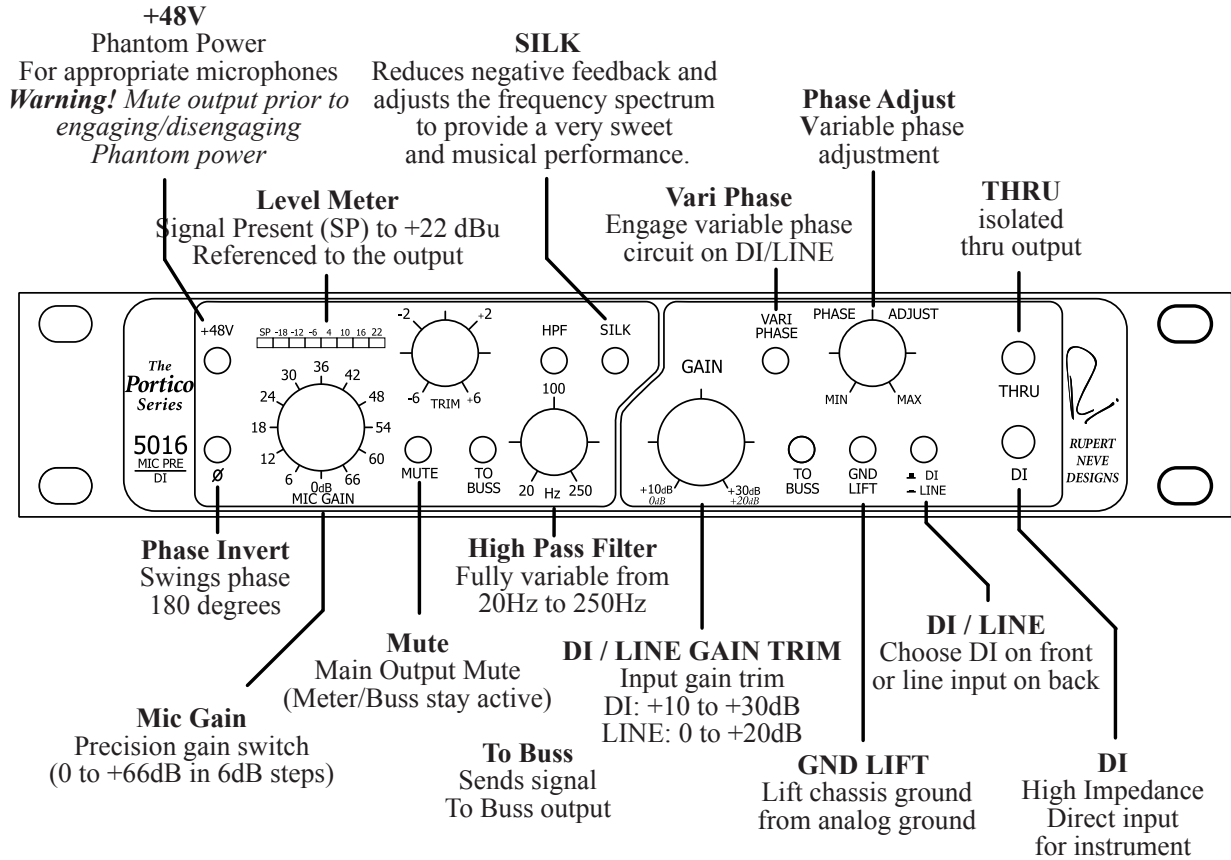 +48V
Phantom Power
For appropriate microphones
Warning! Mute output prior to
engaging/disengaging
Phantom power
SILK
Reduces negative feedback and
adjusts the frequency spectrum
to provide a very sweet
and musical performance.
Phase Adjust
Variable phase
adjustment
Level Meter
Signal Present (SP) to +22 dBu
Referenced to the output
Vari Phase
Engage variable phase
circuit on DI/LINE
THRU
isolated
thru output
The
Portico
Series
5016
MIC PRE
DI
+48V
Ø
SP -18 -12 -6 4 10 16 22
36
30 42
24 48
18 54
12 60
6 66
0dB
MIC GAIN
-2 +2
-6 +6
TRIM
MUTE
TO
BUSS
HPF
SILK
100
20 Hz 250
GAIN
+10dB +30dB
0dB +20dB
VARI
PHASE
PHASE ADJUST
MIN MAX
TO
BUSS
GND
LIFT
DI
LINE
THRU
DI
RUPERT
NEVE
DESIGNS
Phase Invert
Swings phase
180 degrees
High Pass Filter
Fully variable from
20Hz to 250Hz
Mute
Main Output Mute
(Meter/Buss stay active)
DI / LINE GAIN TRIM
Input gain trim
DI: +10 to +30dB
LINE: 0 to +20dB
DI / LINE
Choose DI on front
or line input on back
Mic Gain
Precision gain switch
(0 to +66dB in 6dB steps)
To Buss
Sends signal
To Buss output
GND LIFT
Lift chassis ground
from analog ground
DI
High Impedance
Direct input
for instrument